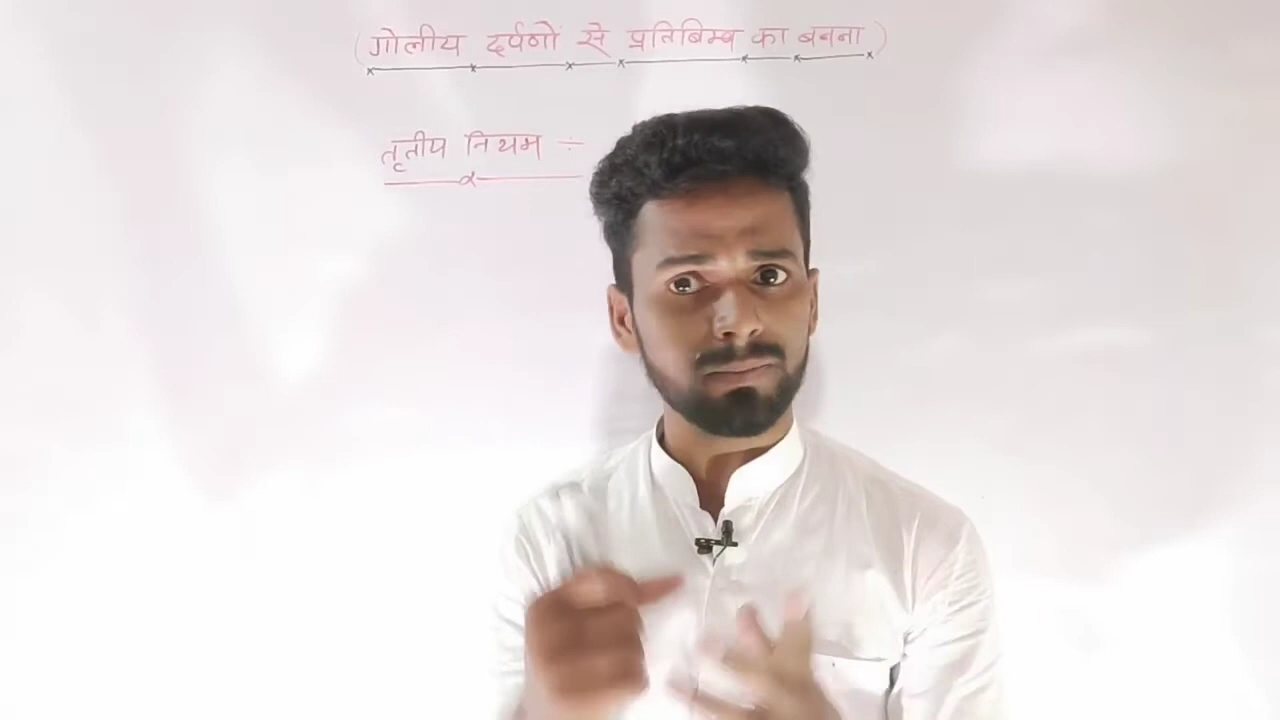 (गोलीय दर्पणों से प्रतिबिम्ब का बनना)
तृतीय नियम ÷